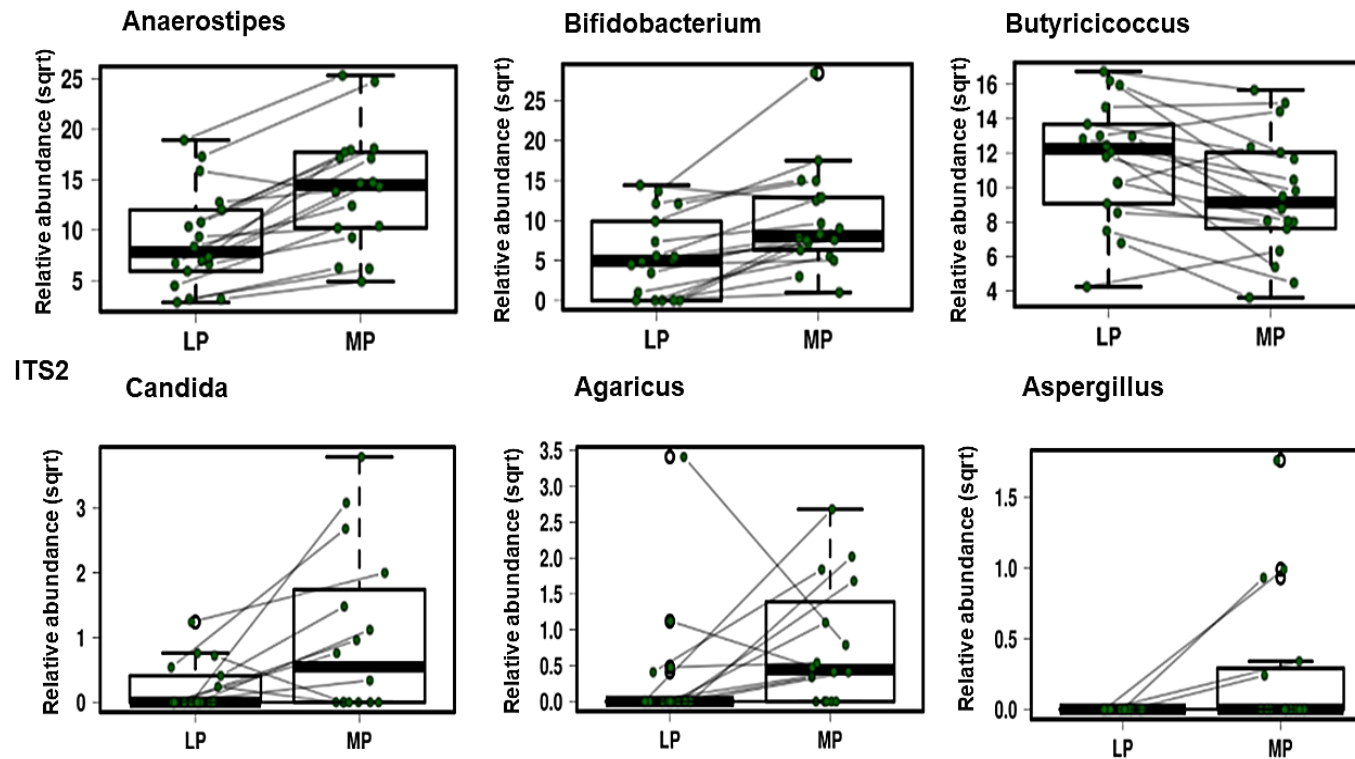 Anaerostipes
Bifidobacterium
Butyricicoccus
Relative abundance (sqrt)
25
20
15
10
5
LP
MP
Relative abundance (sqrt)
25
20
15
10
5
0
LP
MP
Relative abundance (sqrt)
16
14
12
10
8
6
4
LP
MP
ITS2
Candida
Agaricus
Aspergillus
Relative abundance (sqrt)
3
2
1
0
LP
MP
Relative abundance (sqrt)
3.5
3.0
2.5
2.0
1.5
1.0
0.5
0.0
LP
MP
Relative abundance (sqrt)
1.5
1.0
0.5
0.0
LP
MP